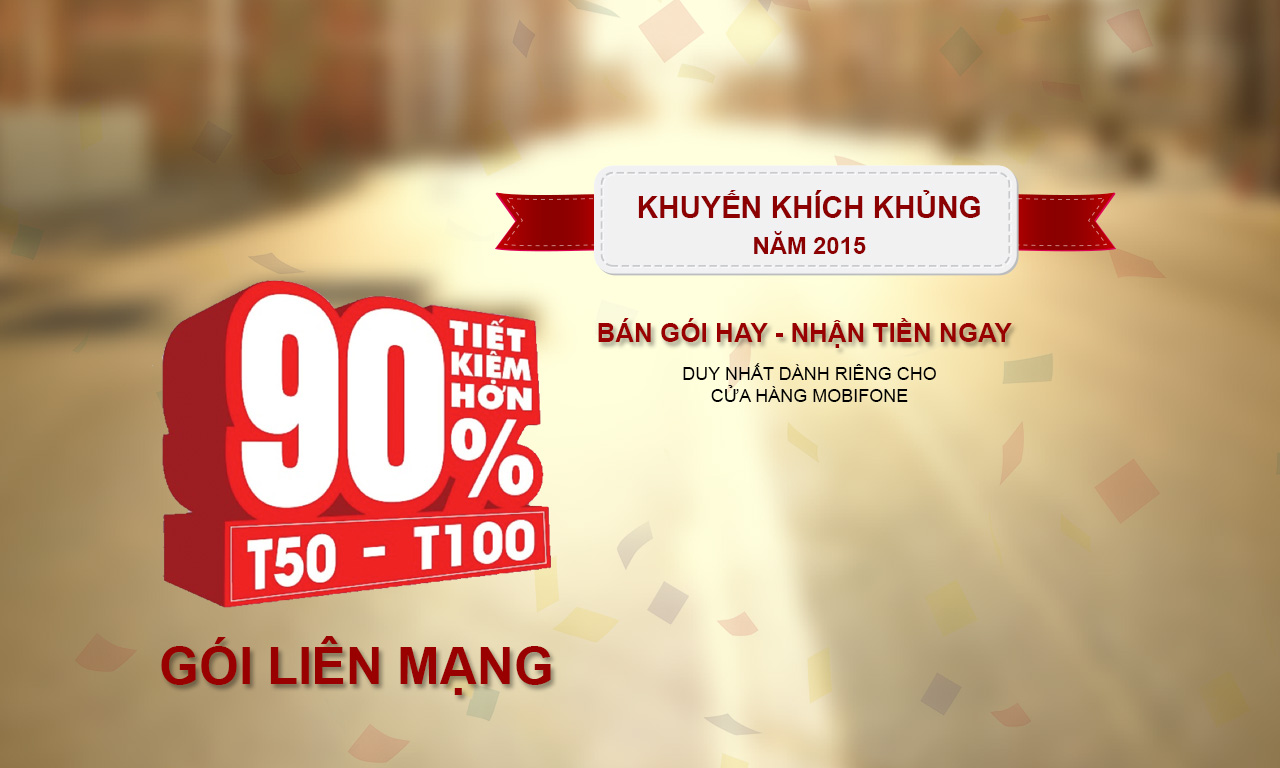 KHUYẾN KHÍCH KHỦNG
NĂM 2015
BÁN GÓI HAY - NHẬN TIỀN NGAY
DUY NHẤT DÀNH RIÊNG CHO
CỬA HÀNG MOBIFONE
90%
TIẾT
KIỆM
HƠN
T50 - T100
GÓI LIÊN MẠNG